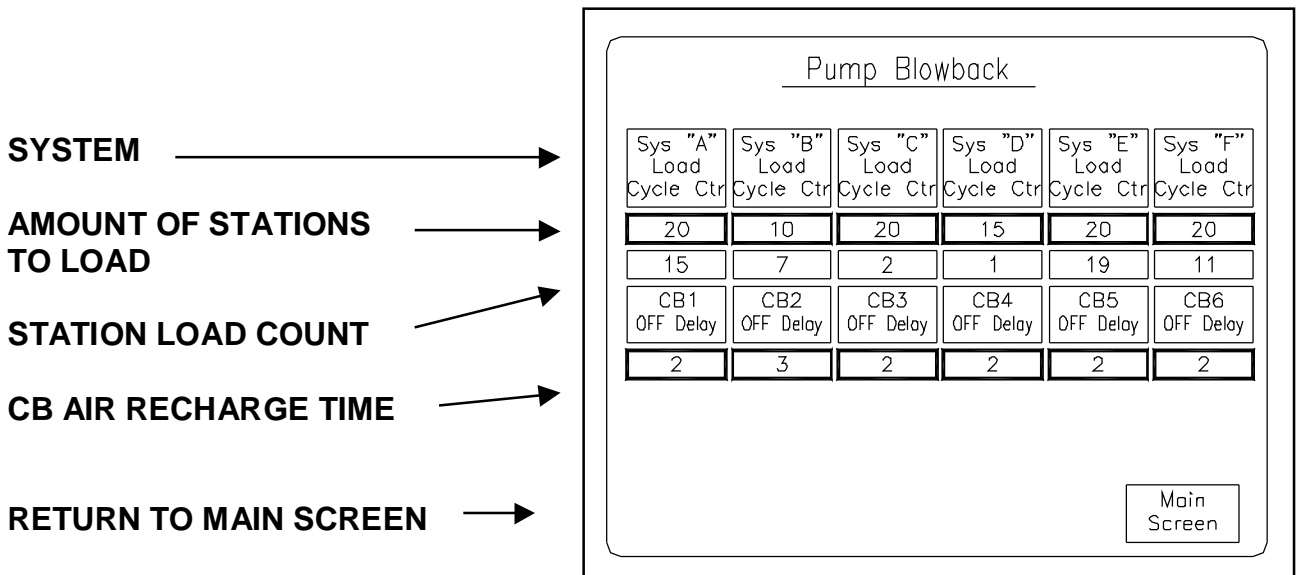 SYSTEM
AMOUNT OF STATIONS
TO LOAD
STATION LOAD COUNT
CB AIR RECHARGE TIME
RETURN TO MAIN SCREEN
Pump Blowback
Sys "A" Sys "B" Sys "C" Sys "D" Sys "E" Sys "F"
Load Load Load Load Load Load
Cycle Ctr Cycle Ctr Cycle Ctr Cycle Ctr Cycle Ctr Cycle Ctr
20 10 20 15 20 20
15 7 2 1 19 11
CB1 CB2 CB3 CB4 CB5 CB6
OFF Delay OFF Delay OFF Delay OFF Delay OFF Delay OFF Delay
2 3 2 2 2 2
Main
Screen